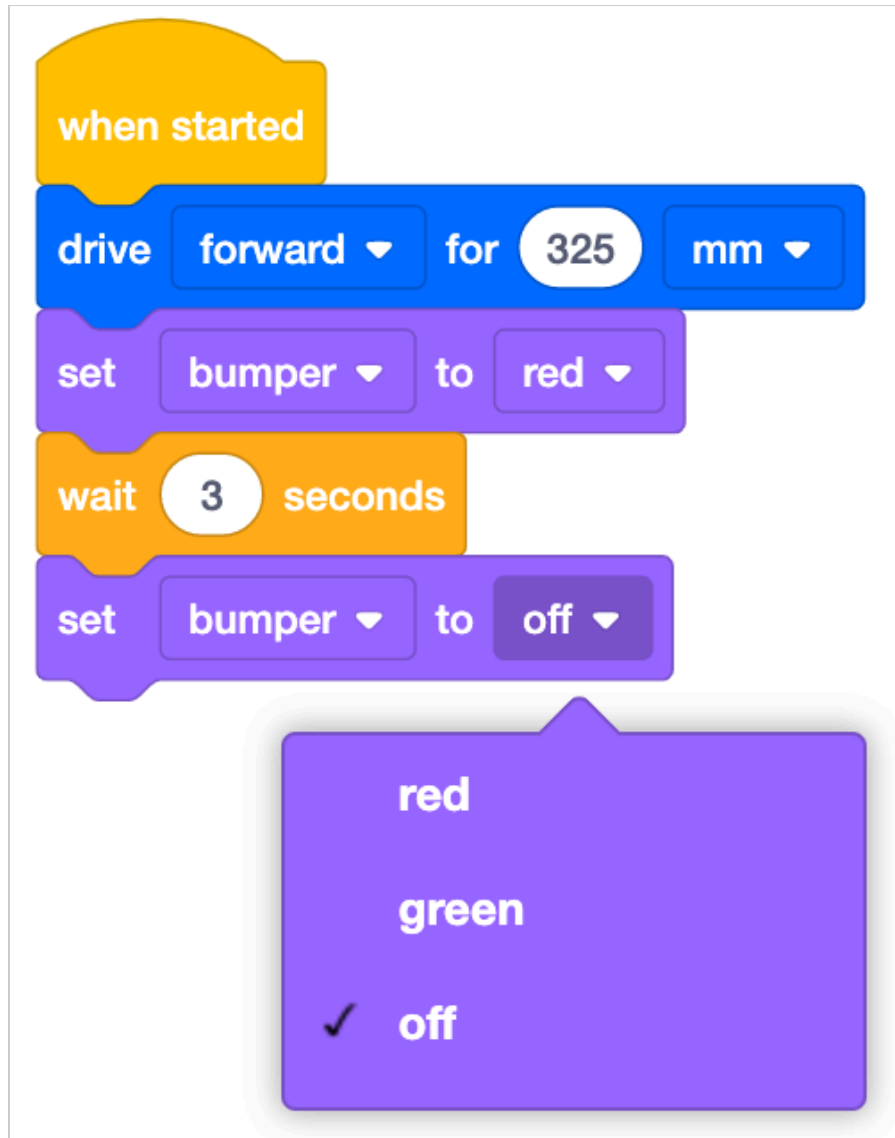 when started
drive forward for 325 mm
set bumper to red
wait 3 seconds
set bumper to off
red
green
off